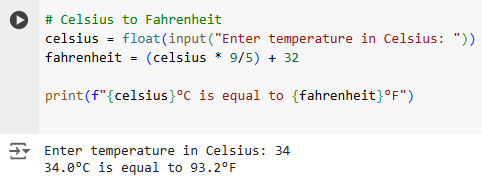 # Celsius to Fahrenheit
celsius = float(input("Enter temperature in Celsius: "))
fahrenheit = (celsius * 9/5) + 32
print(f"{celsius}°C is equal to {fahrenheit}°F")
Enter temperature in Celsius: 34
34.0°C is equal to 93.2°F